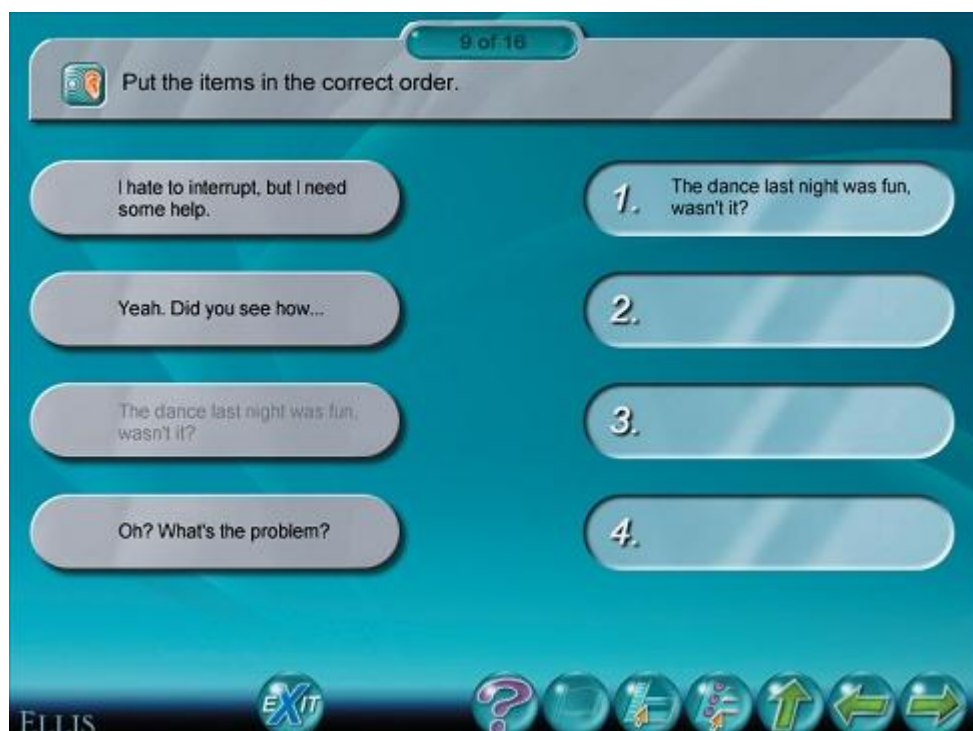 9 of 16
Put the items in the correct order.
I hate to interrupt, but I need
some help.
Yeah. Did you see how...
The dance last night was fun,
wasn't it?
Oh? What's the problem?
1. The dance last night was fun,
wasn't it?
2.
3.
4.
ELLIS
EXIT
?